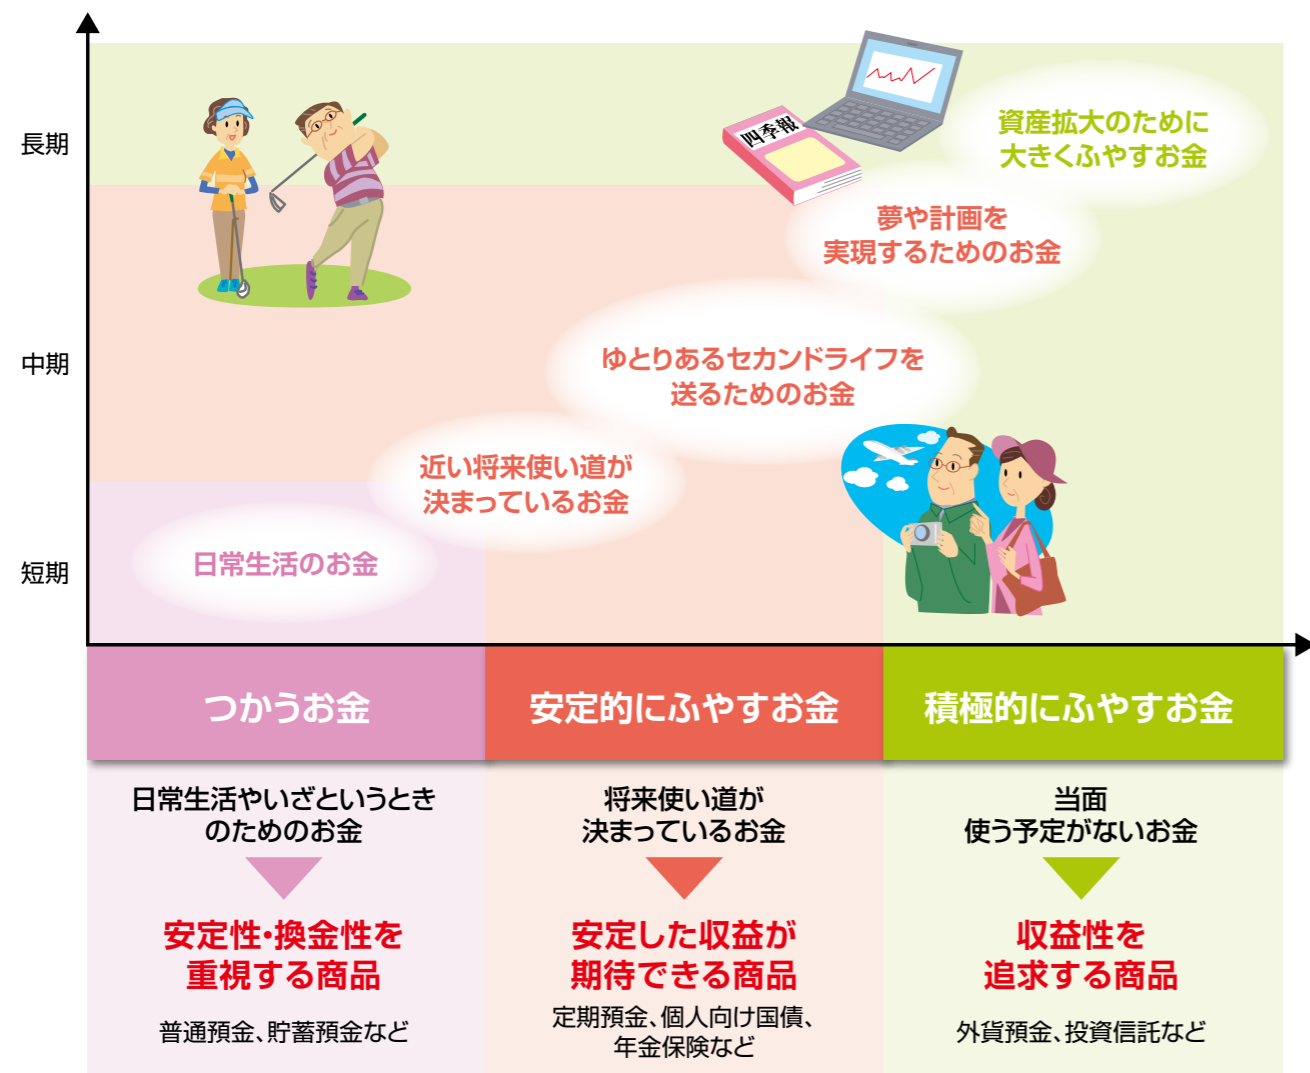 長期
四季報
資産拡大のために
大きくふやすお金
夢や計画を
実現するためのお金
中期
ゆとりあるセカンドライフを
送るためのお金
近い将来使い道が
決まっているお金
短期
日常生活のお金
つかうお金
安定的にふやすお金
積極的にふやすお金
日常生活やいざというとき
のためのお金
安定性・換金性を
重視する商品
普通預金、貯蓄預金など
将来使い道が
決まっているお金
安定した収益が
期待できる商品
定期預金、個人向け国債、
年金保険など
当面
使う予定がないお金
収益性を
追求する商品
外貨預金、投資信託など